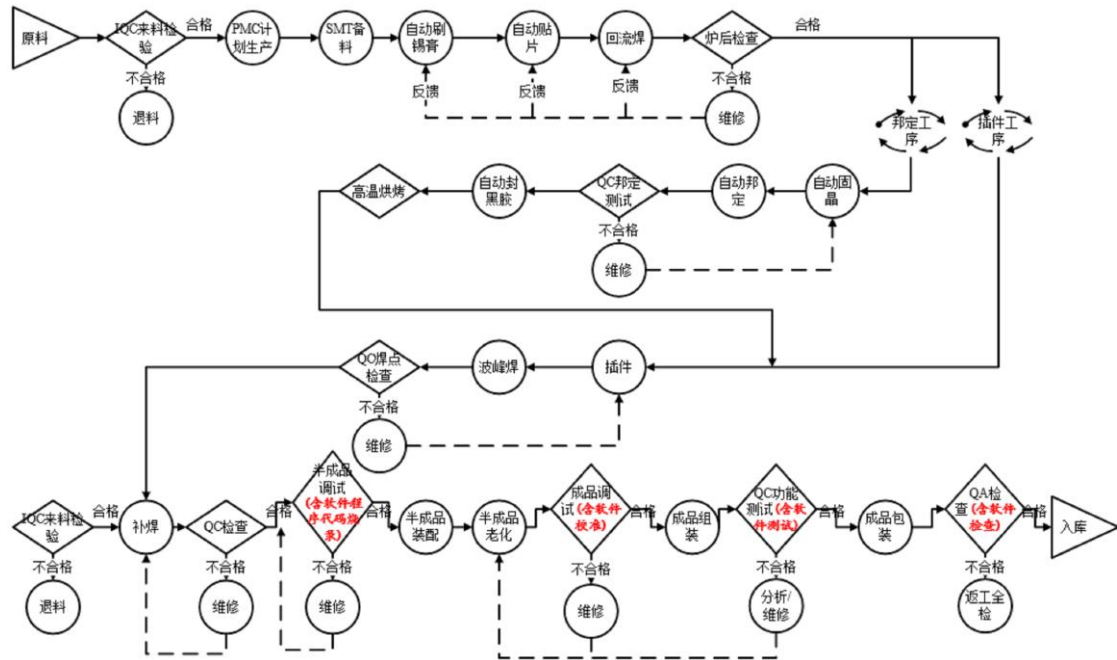 原料
IQC来料检
验
合格
PMC计
划生产
SMT备
料
自动刷
锡膏
自动贴
片
回流焊
炉后检查
合格
不合格
退料
反馈
反馈
反馈
不合格
维修
邦定工
序
插件工
序
高温烘烤
自动封
黑胶
QC邦定
测试
自动邦
定
自动固
晶
不合格
维修
QO焊点
检查
波峰焊
插件
不合格
维修
IQC来料检
验
合格
补焊
QC检查
合格
半成品
调试
(含软件程
序代码烧
录)
合格
半成品
装配
半成品
老化
成品调
试(含软件
校准)
合格
成品组
装
QC功能
测试(含软
件测试)
合格
成品包
装
QA检
查(含软件
检查)
合格
入库
不合格
退料
不合格
维修
不合格
维修
不合格
维修
不合格
分析/
维修
不合格
返工全
检